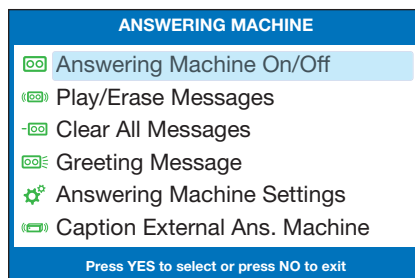 ANSWERING MACHINE
Answering Machine On/Off
Play/Erase Messages
Clear All Messages
Greeting Message
Answering Machine Settings
Caption External Ans. Machine
Press YES to select or press NO to exit